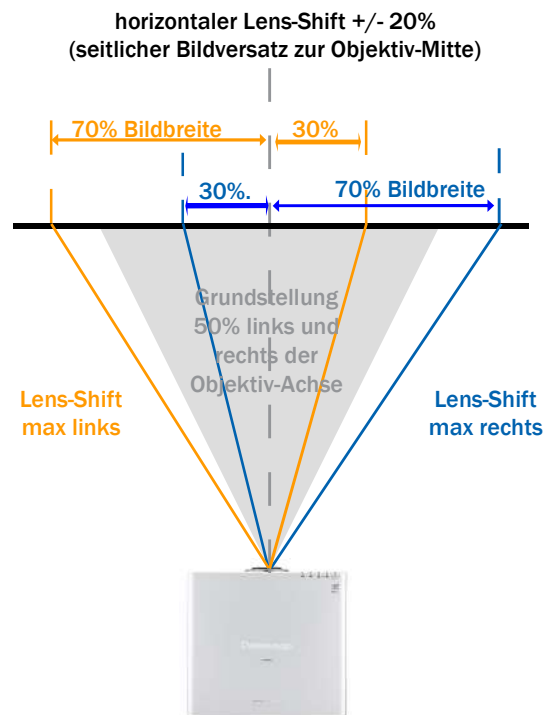 horizontaler Lens-Shift +/- 20%
(seitlicher Bildversatz zur Objektiv-Mitte)
70% Bildbreite
30%
30%.
70% Bildbreite
Grundstellung
50% links und
rechts der
Objektiv-Achse
Lens-Shift
max links
Lens-Shift
max rechts